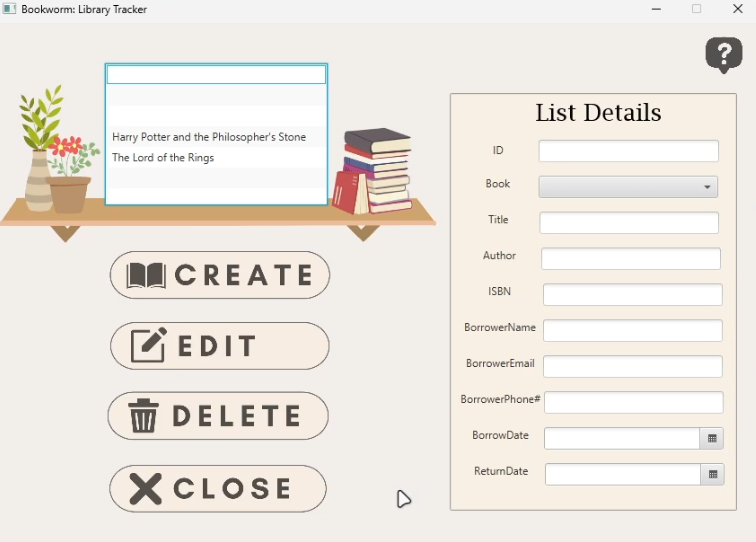 Bookworm: Library Tracker
?
Harry Potter and the Philosopher's Stone
The Lord of the Rings
CREATE
EDIT
DELETE
CLOSE
List Details
ID
Book
Title
Author
ISBN
BorrowerName
BorrowerEmail
BorrowerPhone#
BorrowDate
ReturnDate